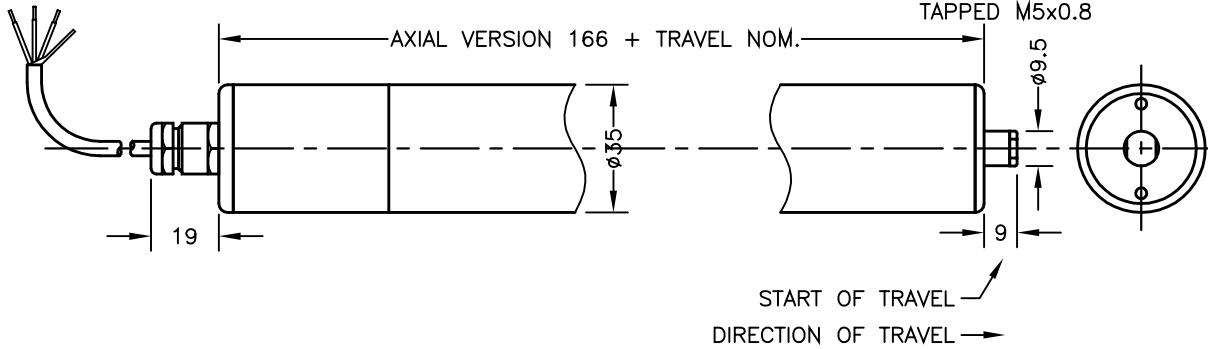 TAPPED M5x0.8
AXIAL VERSION 166 + TRAVEL NOM.
ø9.5
ø35
19
9
START OF TRAVEL
DIRECTION OF TRAVEL